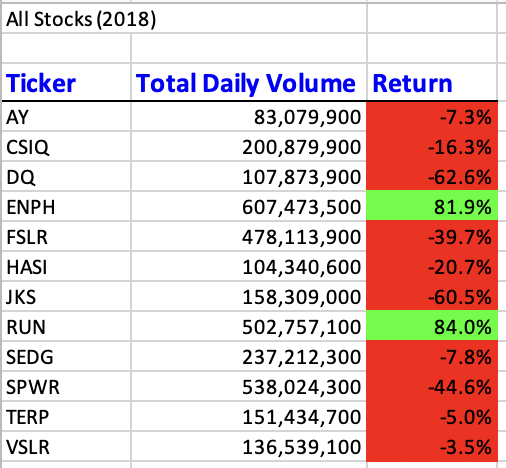 All Stocks (2018)
Ticker Total Daily Volume Return
AY 83,079,900 -7.3%
CSIQ 200,879,900 -16.3%
DQ 107,873,900 -62.6%
ENPH 607,473,500 81.9%
FSLR 478,113,900 -39.7%
HASI 104,340,600 -20.7%
JKS 158,309,000 -60.5%
RUN 502,757,100 84.0%
SEDG 237,212,300 -7.8%
SPWR 538,024,300 -44.6%
TERP 151,434,700 -5.0%
VSLR 136,539,100 -3.5%